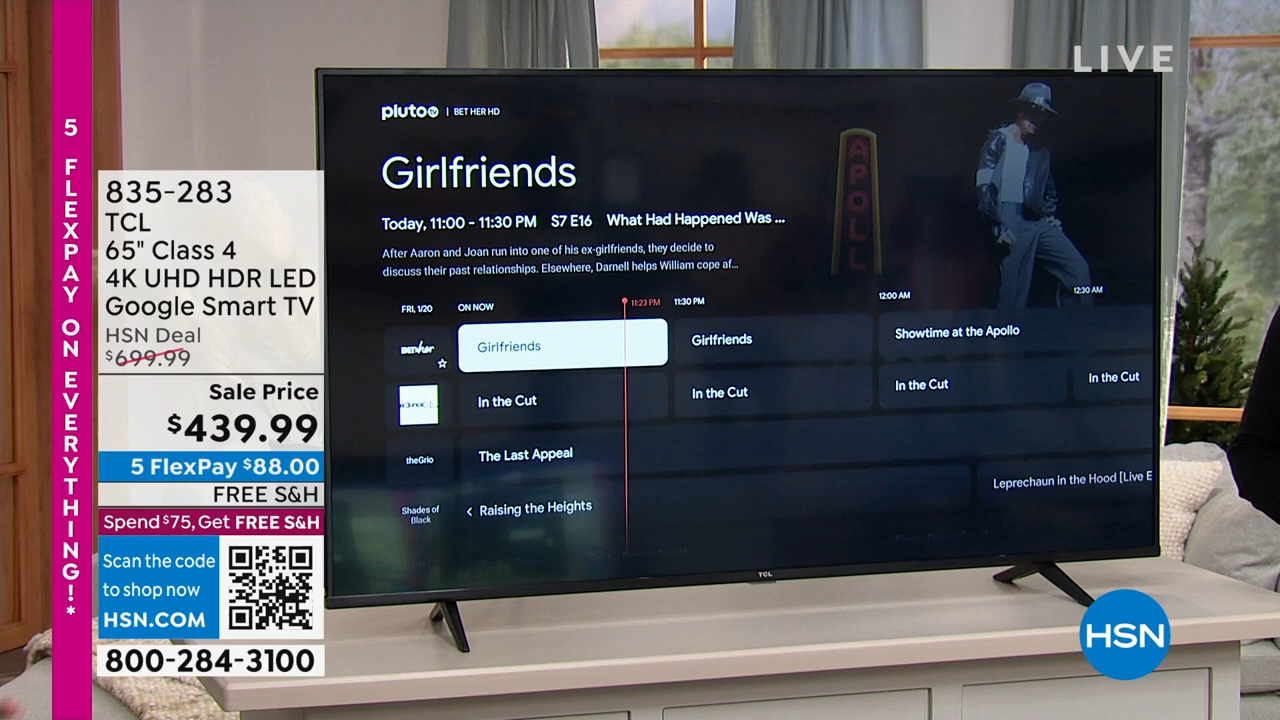 LIVE
5 FLEXPAY ON EVERYTHING!*
835-283
TCL
65" Class 4
4K UHD HDR LED
Google Smart TV
HSN Deal
$699.99
Sale Price
$439.99
5 FlexPay $88.00
FREE S&H
Spend $75, Get FREE S&H
Scan the code
to shop now
HSN.COM
800-284-3100
pluto tv | BET HER HD
Girlfriends
Today, 11:00 - 11:30 PM S7 E16 What Had Happened Was ...
After Aaron and Joan run into one of his ex-girlfriends, they decide to
discuss their past relationships. Elsewhere, Darnell helps William cope af...
APOLL
FRI, 1/20 ON NOW 11:23 PM 11:30 PM 12:00 AM 12:30 AM
BET her Girlfriends Girlfriends Showtime at the Apollo
BOUNCE In the Cut In the Cut In the Cut In the Cut
theGrio The Last Appeal
Shades of
Black < Raising the Heights Leprechaun in the Hood [Live E
TCL
HSN